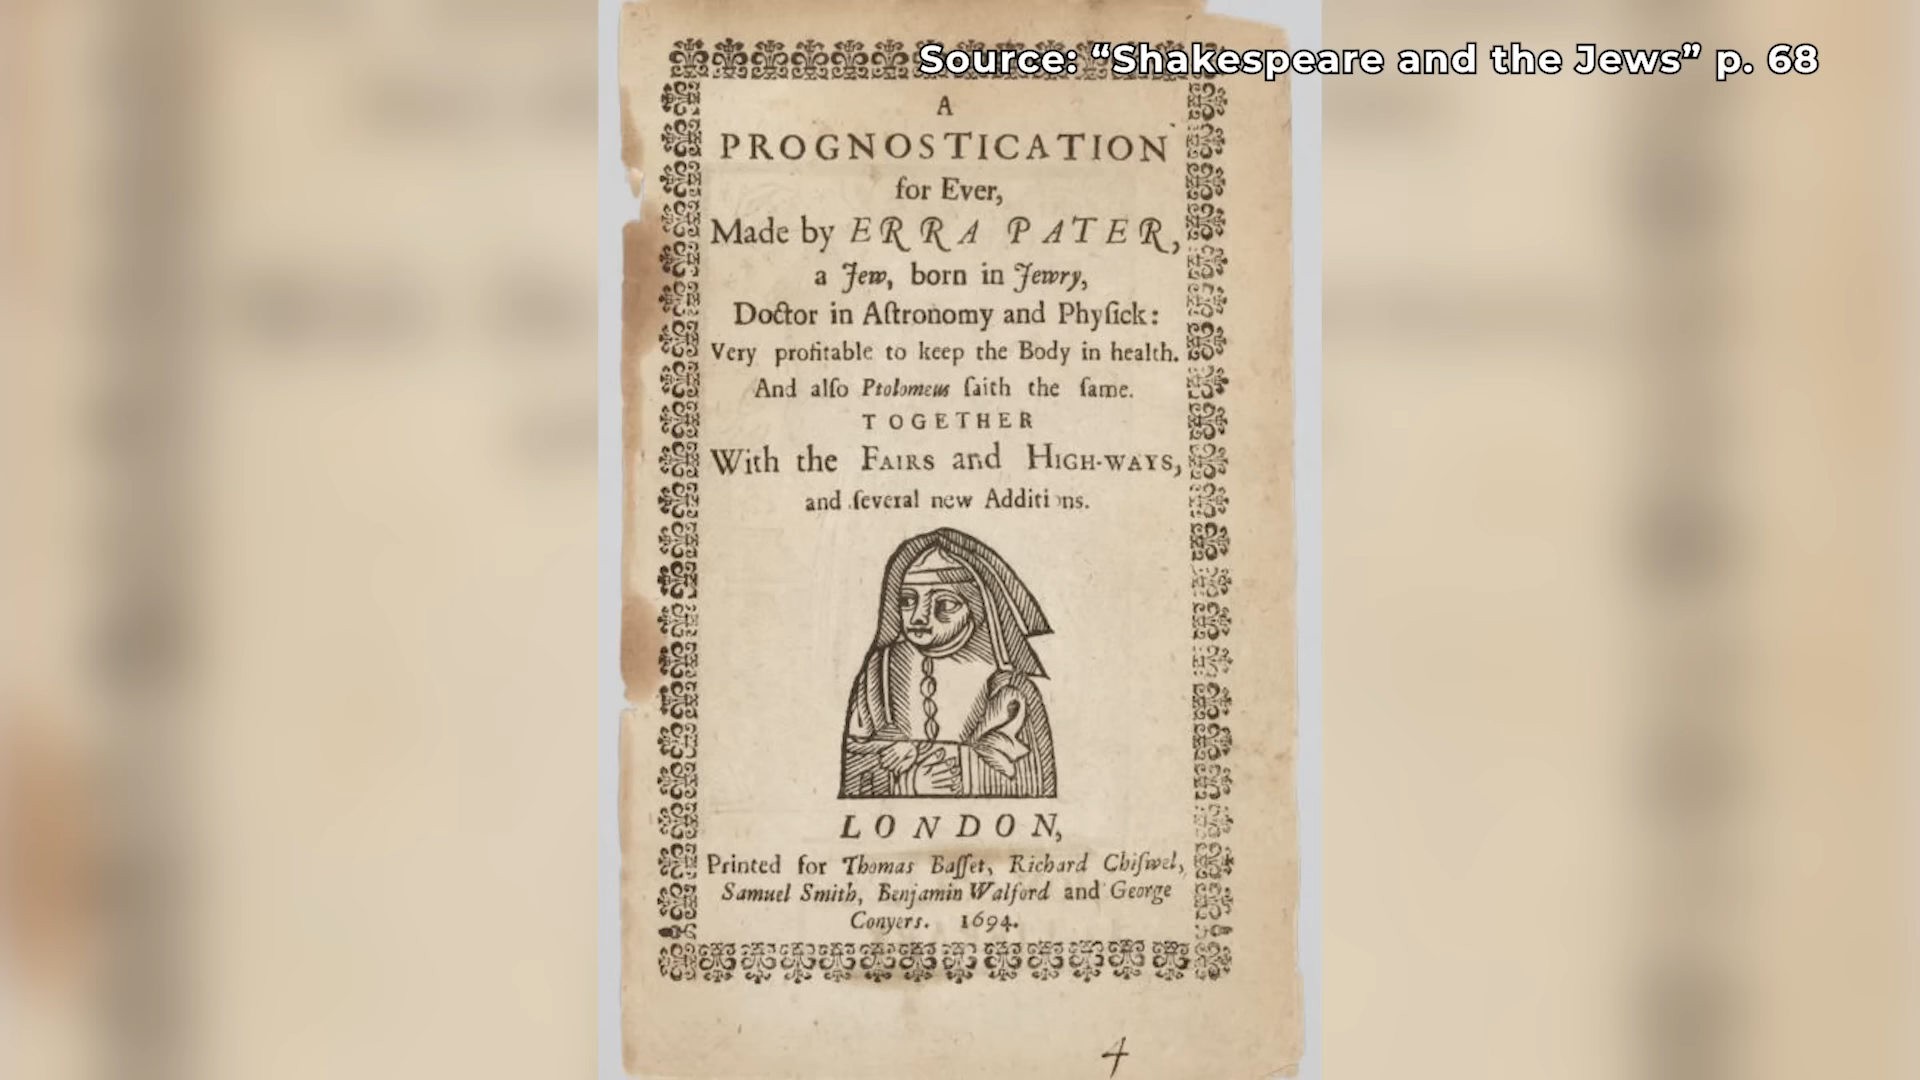 Source: “Shakespeare and the Jews” p. 68
A
PROGNOSTICATION
for Ever,
Made by ERRA PATER,
a Jew, born in Jewry,
Doctor in Aſtronomy and Phyſick:
Very profitable to keep the Body in health.
And alſo Ptolomeus ſaith the ſame.
TOGETHER
With the FAIRS and HIGH-WAYS,
and ſeveral new Additions.
LONDON,
Printed for Thomas Baſſet, Richard Chiſwel,
Samuel Smith, Benjamin Walford and George
Conyers. 1694.
4